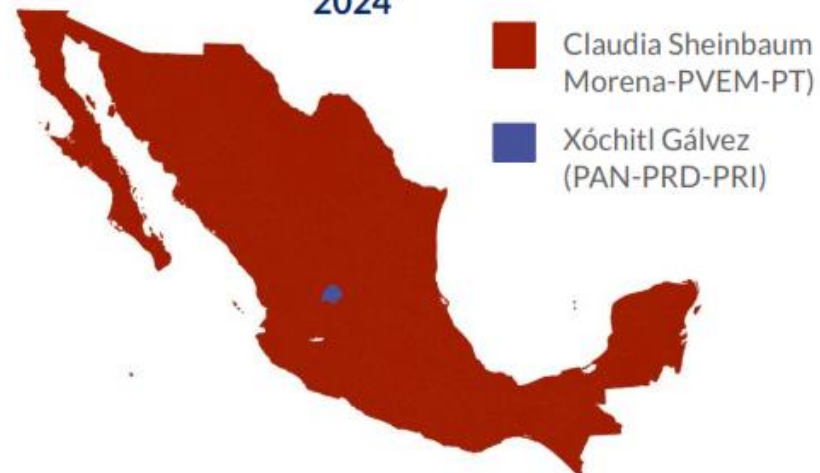 2024
Claudia Sheinbaum
Morena-PVEM-PT)
Xóchitl Gálvez
(PAN-PRD-PRI)